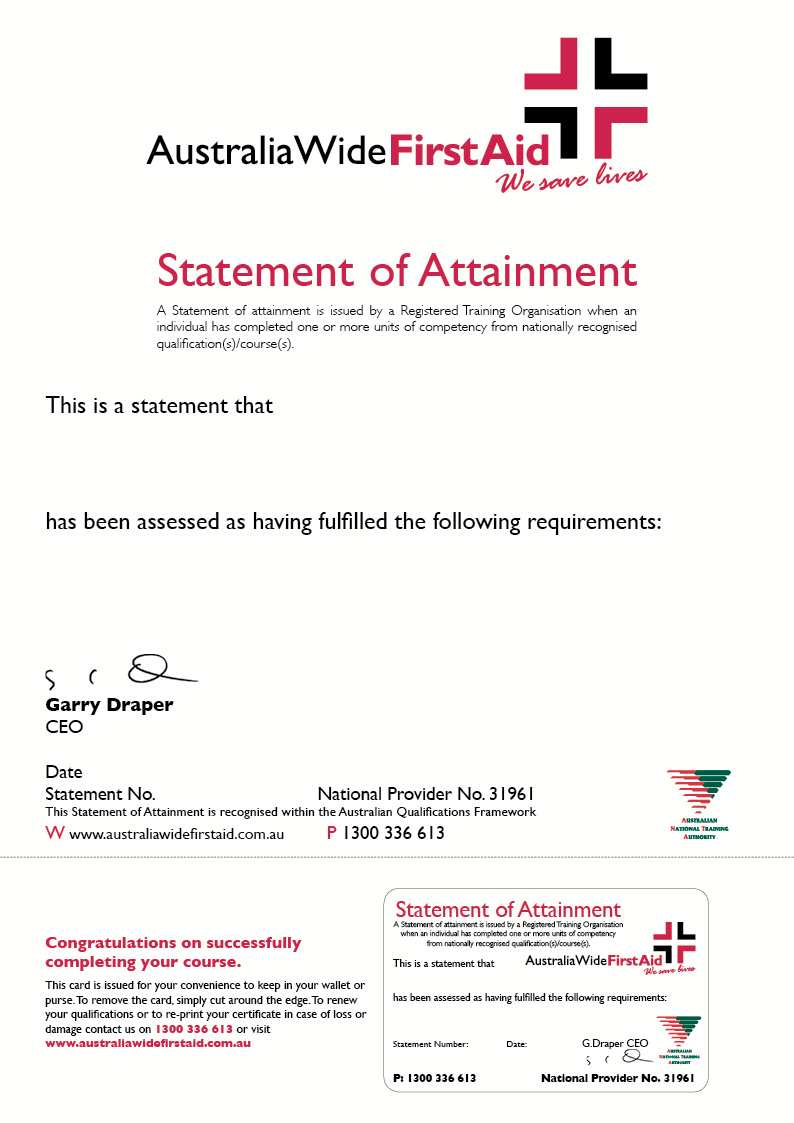 AustraliaWideFirstAid
We save lives
Statement of Attainment
A Statement of attainment is issued by a Registered Training Organisation when an
individual has completed one or more units of competency from nationally recognised
qualification(s)/course(s).
This is a statement that
has been assessed as having fulfilled the following requirements:
Garry Draper
CEO
Date
Statement No. National Provider No. 31961
This Statement of Attainment is recognised within the Australian Qualifications Framework
W www.australiawidefirstaid.com.au P 1300 336 613
AUSTRALIAN
NATIONAL TRAINING
AUTHORITY
Congratulations on successfully
completing your course.
This card is issued for your convenience to keep in your wallet or
purse. To remove the card, simply cut around the edge. To renew
your qualifications or to re-print your certificate in case of loss or
damage contact us on 1300 336 613 or visit
www.australiawidefirstaid.com.au
Statement of Attainment
A Statement of attainment is issued by a Registered Training Organisation
when an individual has completed one or more units of competency
from nationally recognised qualification(s)/course(s).
This is a statement that
AustraliaWideFirstAid
We save lives
has been assessed as having fulfilled the following requirements:
Statement Number: Date: G.Draper CEO
AUSTRALIAN
NATIONAL TRAINING
AUTHORITY
P: 1300 336 613 National Provider No. 31961